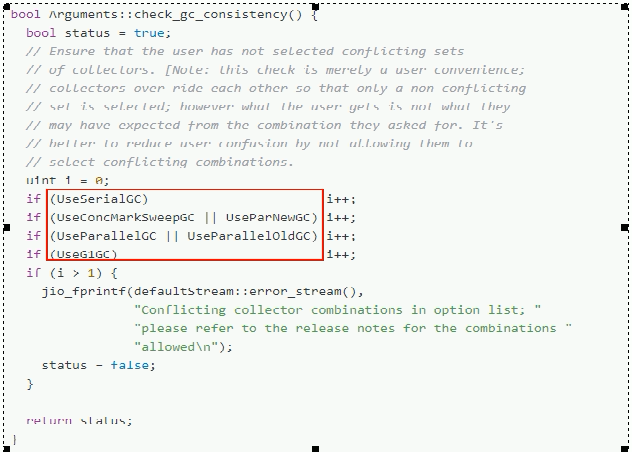 bool Arguments::check_gc_consistency() {
bool status = true;
// Ensure that the user has not selected conflicting sets
// of collectors. [Note: this check is merely a user convenience;
// collectors over ride each other so that only a non conflicting
// set is selected; however what the user gets is not what they
// may have expected from the combination they asked for. It's
// better to reduce user confusion by not allowing them to
// select conflicting combinations.
uint i = 0;
if (UseSerialGC) i++;
if (UseConcMarkSweepGC || UseParNewGC) i++;
if (UseParallelGC || UseParallelOldGC) i++;
if (UseG1GC) i++;
if (i > 1) {
jio_fprintf(defaultStream::error_stream(),
"Conflicting collector combinations in option list; "
"please refer to the release notes for the combinations "
"allowed\n");
status = false;
}
return status;
}